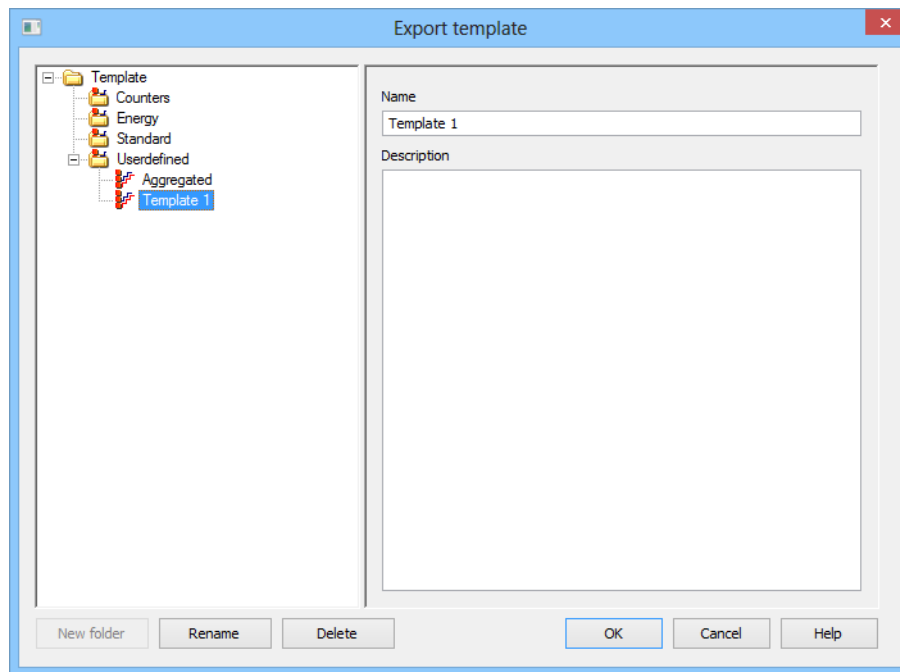 Export template
Template
Counters
Energy
Standard
Userdefined
Aggregated
Template 1
Name
Template 1
Description
New folder
Rename
Delete
OK
Cancel
Help